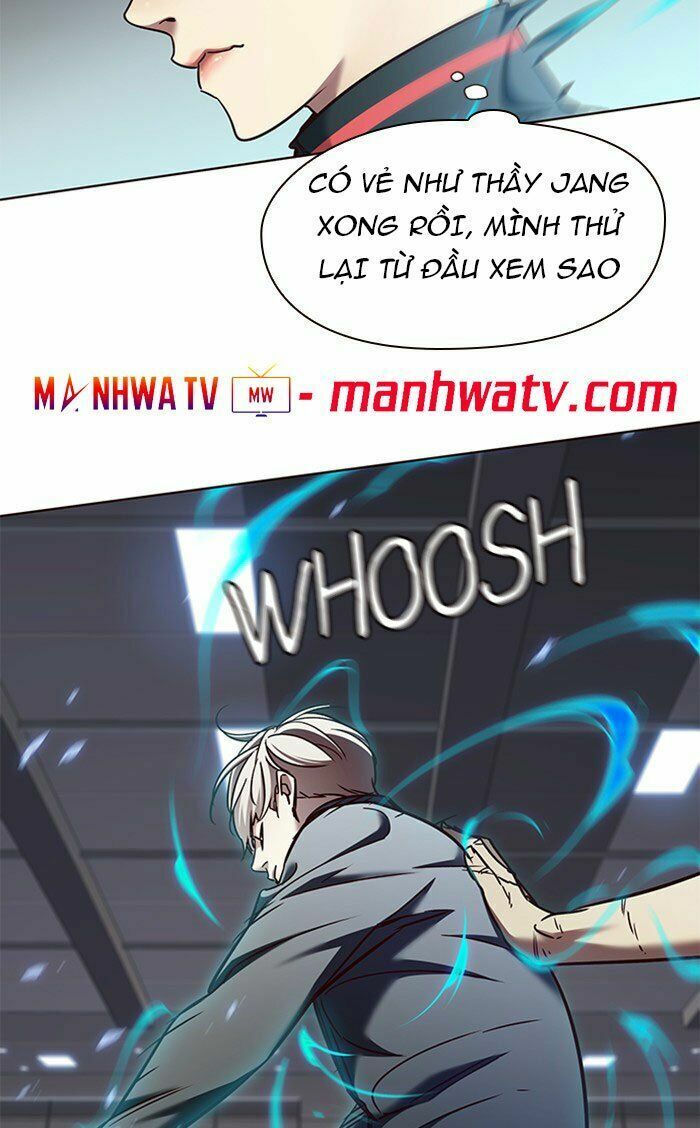 CÓ VẺ NHƯ THẦY JANG
XONG RỒI, MÌNH THỬ
LẠI TỪ ĐẦU XEM SAO
MANHWA TV MW - manhwatv.com
WHOOSH